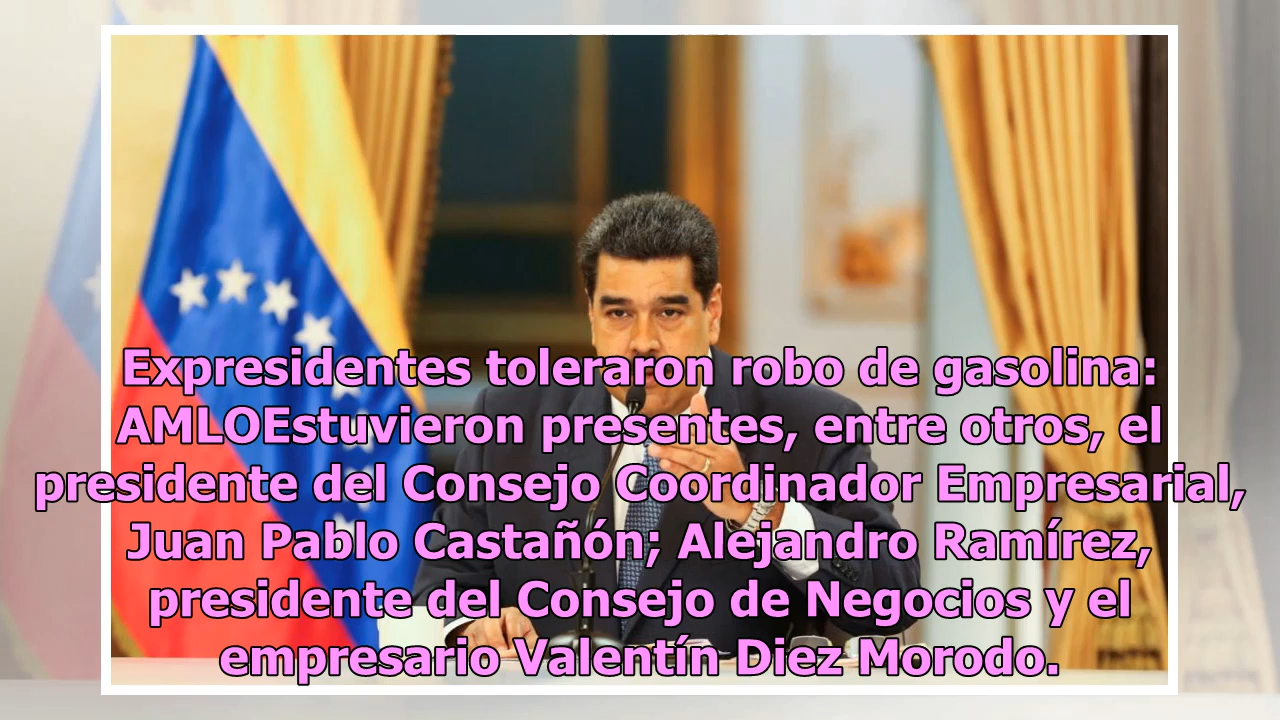 Expresidentes toleraron robo de gasolina:
AMLOEstuvieron presentes, entre otros, el
presidente del Consejo Coordinador Empresarial,
Juan Pablo Castañón; Alejandro Ramírez,
presidente del Consejo de Negocios y el
empresario Valentín Diez Morodo.